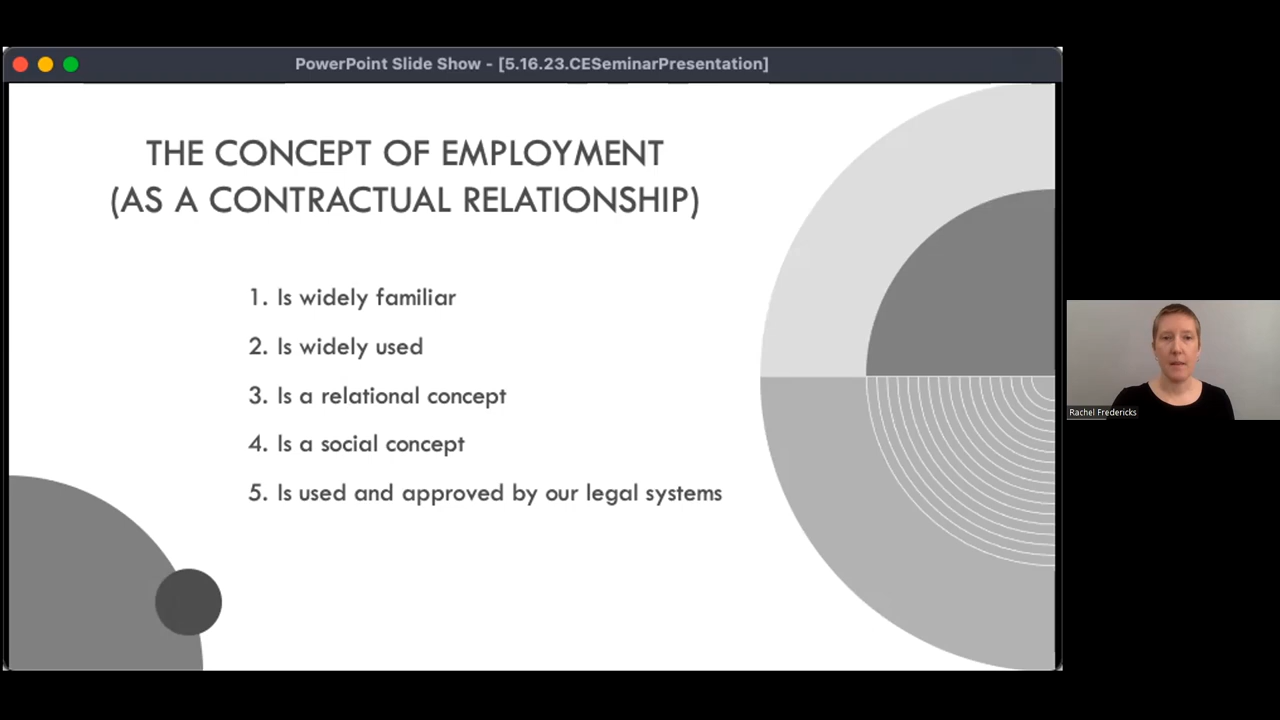 PowerPoint Slide Show - [5.16.23.CESeminarPresentation]
THE CONCEPT OF EMPLOYMENT
(AS A CONTRACTUAL RELATIONSHIP)
1. Is widely familiar
2. Is widely used
3. Is a relational concept
4. Is a social concept
5. Is used and approved by our legal systems
Rachel Fredericks